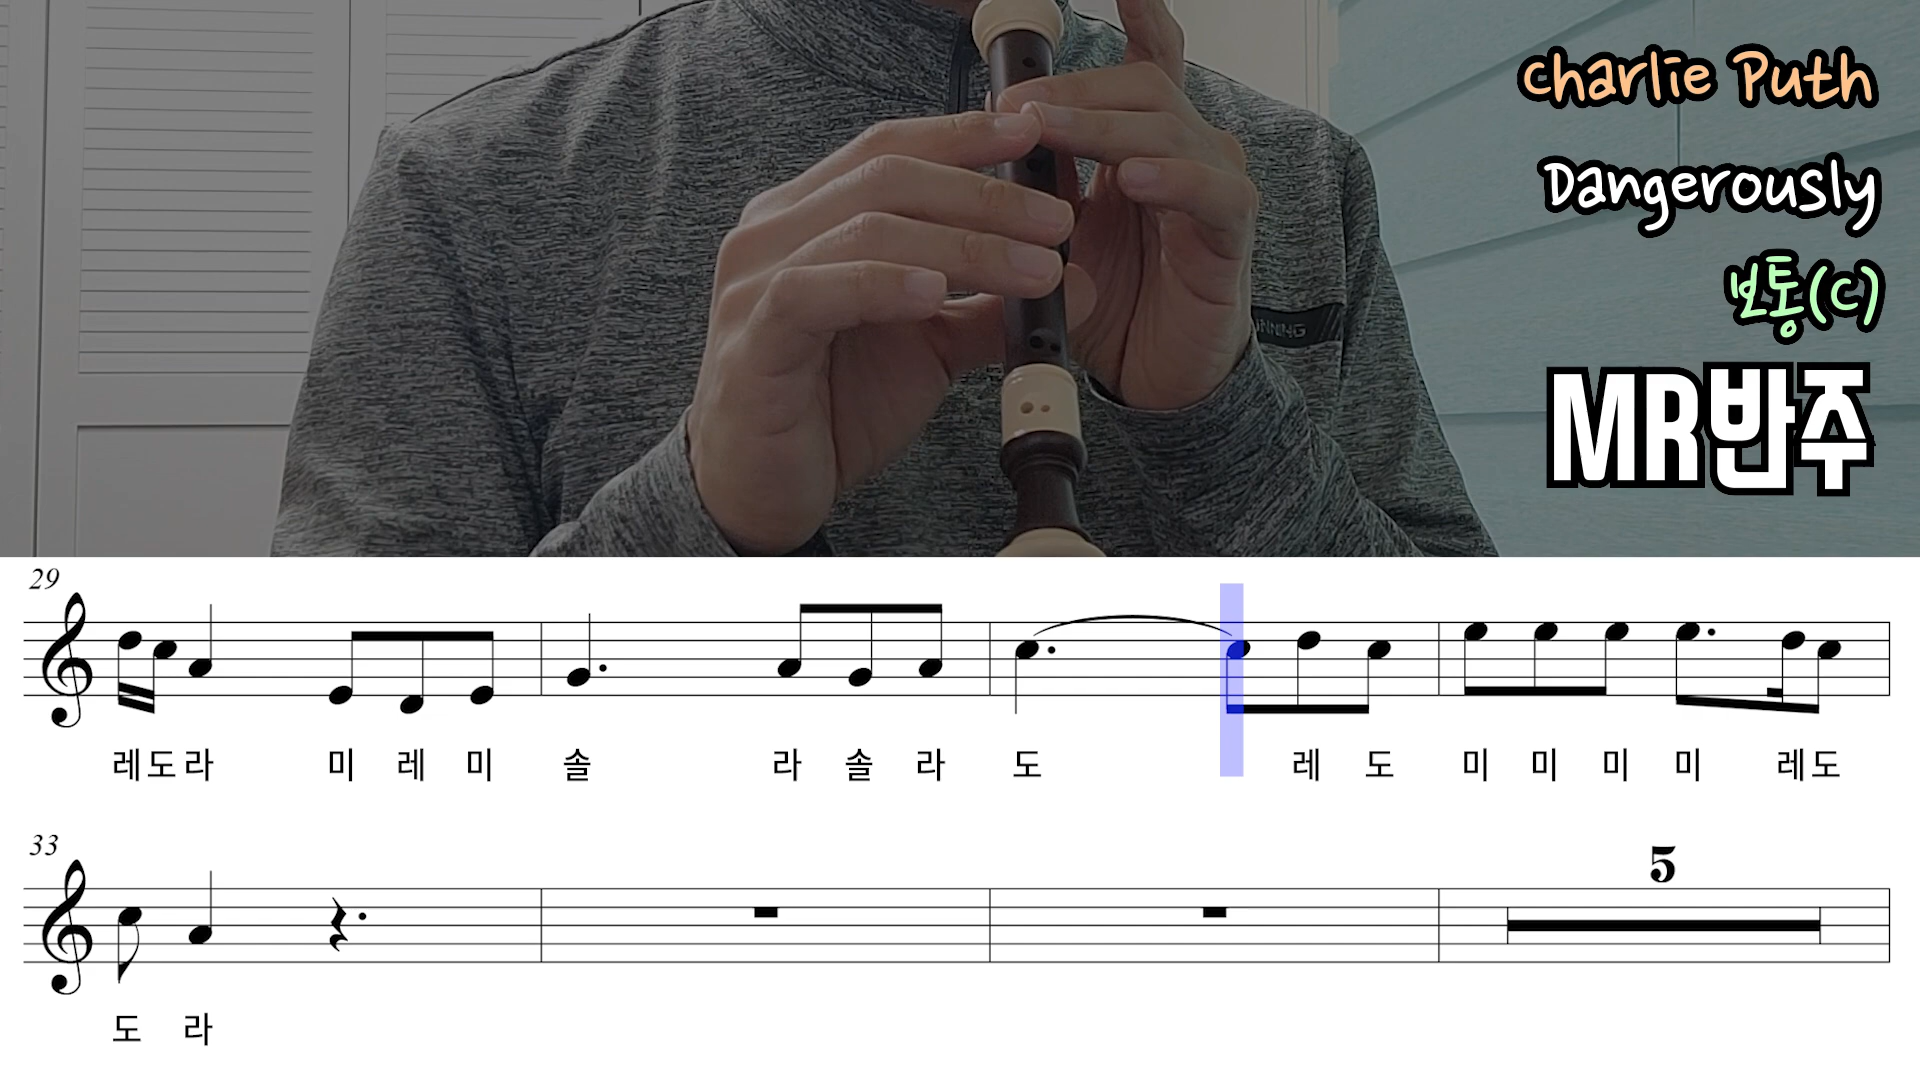 Charlie Puth
Dangerously
보통(C)
MR반주
29
레 도 라 미 레 미 솔 라 솔 라 도 레 도 미 미 미 미 레 도
33
5
도 라